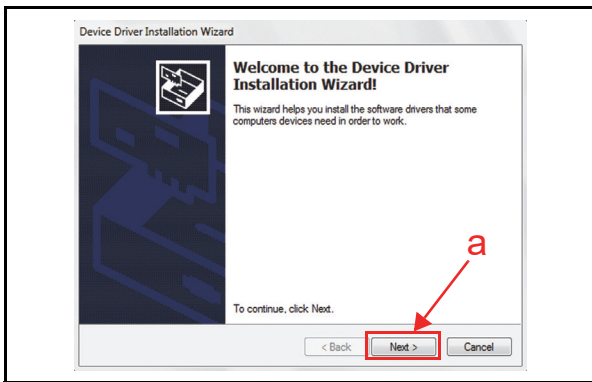 Device Driver Installation Wizard
Welcome to the Device Driver
Installation Wizard!
This wizard helps you install the software drivers that some
computers devices need in order to work.
a
To continue, click Next.
< Back
Next >
Cancel